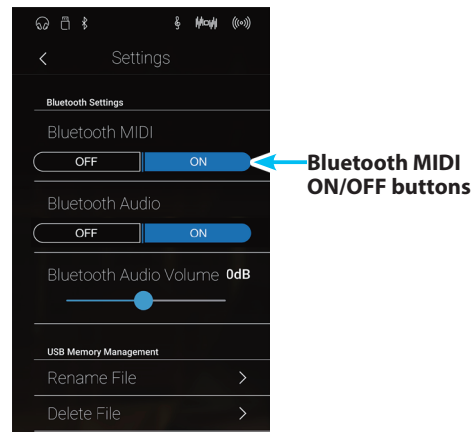 Settings
Bluetooth Settings
Bluetooth MIDI
OFF ON
Bluetooth MIDI
ON/OFF buttons
Bluetooth Audio
OFF ON
Bluetooth Audio Volume 0dB
USB Memory Management
Rename File
Delete File